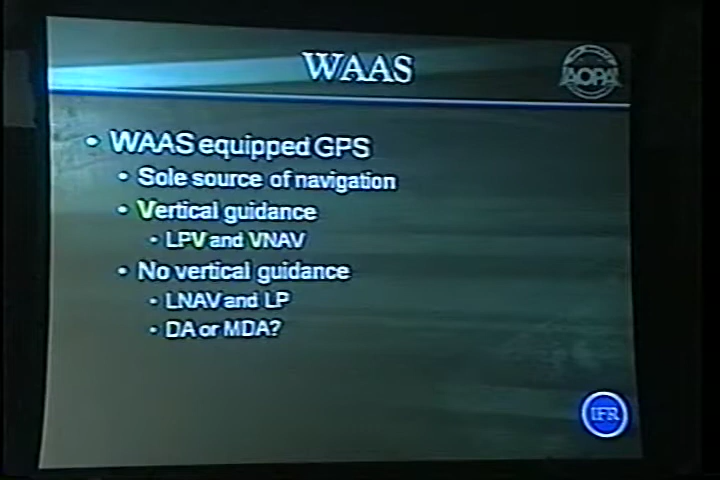 WAAS
AOPA
• WAAS equipped GPS
• Sole source of navigation
• Vertical guidance
• LPV and VNAV
• No vertical guidance
• LNAV and LP
• DA or MDA?
IFR